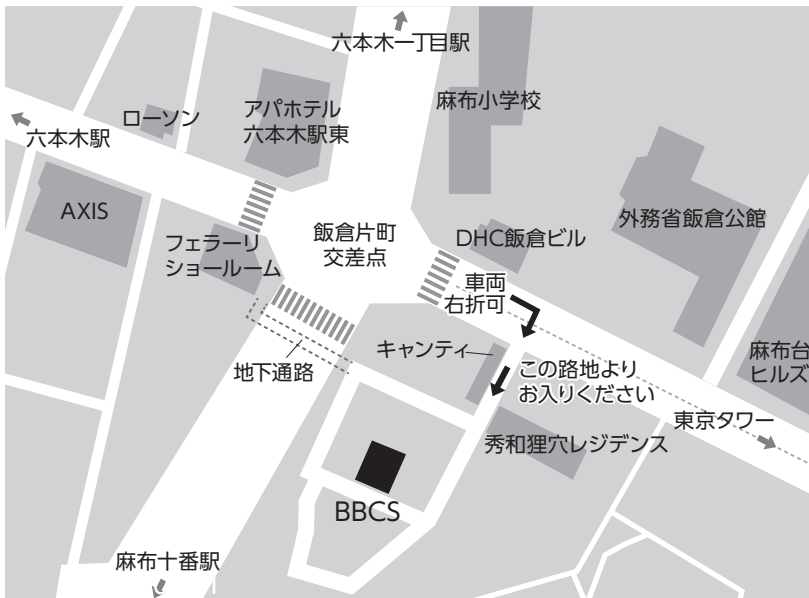 六本木一丁目駅
ローソン
アパホテル
六本木駅東
麻布小学校
六本木駅
AXIS
フェラーリ
ショールーム
飯倉片町
交差点
DHC飯倉ビル
外務省飯倉公館
車両
右折可
地下通路
キャンティ
この路地より
お入りください
麻布台
ヒルズ
東京タワー
秀和狸穴レジデンス
BBCS
麻布十番駅